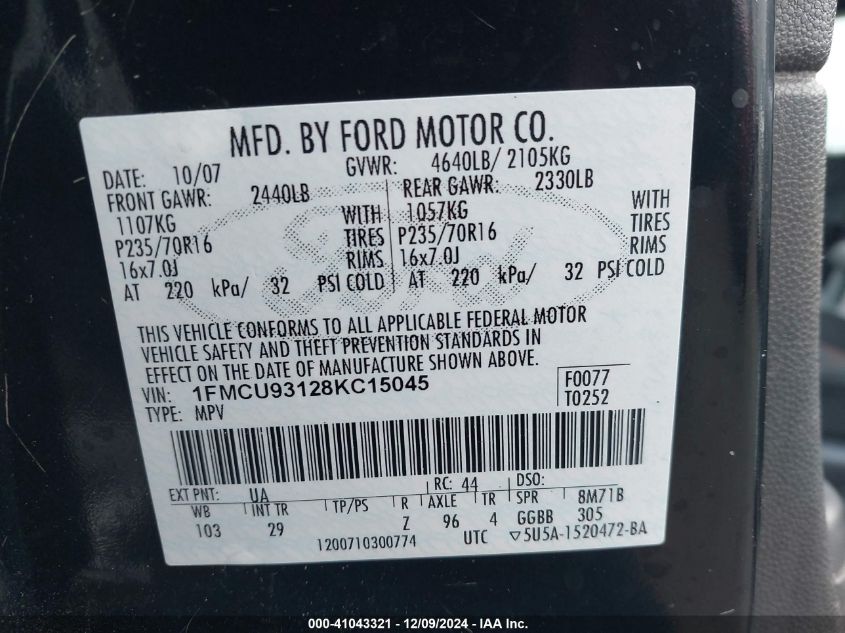 MFD. BY FORD MOTOR CO.
DATE: 10/07 GVWR: 4640LB/ 2105KG
FRONT GAWR: 2440LB REAR GAWR: 2330LB
1107KG WITH 1057KG WITH
P235/70R16 TIRES P235/70R16 TIRES
16x7.0J RIMS 16x7.0J RIMS
AT 220 kPa/ 32 PSI COLD AT 220 kPa/ 32 PSI COLD
Ford
THIS VEHICLE CONFORMS TO ALL APPLICABLE FEDERAL MOTOR
VEHICLE SAFETY AND THEFT PREVENTION STANDARDS IN
EFFECT ON THE DATE OF MANUFACTURE SHOWN ABOVE.
VIN: 1FMCU93128KC15045 F0077
TYPE: MPV T0252
EXT PNT: UA RC: 44 DSO:
WB INT TR TP/PS R AXLE TR SPR 8M71B
103 29 Z 96 4 GGBB 305
1200710300774 UTC ▽5U5A-1520472-BA
000-41043321 - 12/09/2024 - IAA Inc.